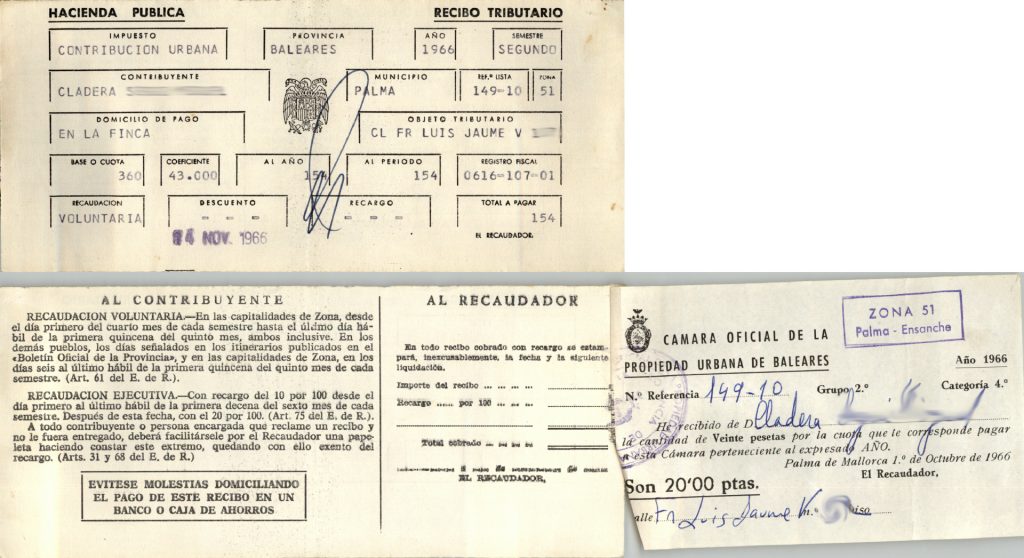 HACIENDA PUBLICA
RECIBO TRIBUTARIO
IMPUESTO
CONTRIBUCION URBANA
PROVINCIA
BALEARES
AÑO
1966
SEMESTRE
SEGUNDO
CONTRIBUYENTE
CLADERA
MUNICIPIO
PALMA
REF.ª LISTA
149-10
ZONA
51
DOMICILIO DE PAGO
EN LA FINCA
OBJETO TRIBUTARIO
CL FR LUIS JAUME V
BASE O CUOTA
360
COEFICIENTE
43.000
AL AÑO
154
AL PERIODO
154
REGISTRO FISCAL
0616-107-01
RECAUDACION
VOLUNTARIA
DESCUENTO
- - -
RECARGO
- - -
TOTAL A PAGAR
154
14 NOV. 1966
EL RECAUDADOR,
AL CONTRIBUYENTE
RECAUDACION VOLUNTARIA.—En las capitalidades de Zona, desde
el día primero del cuarto mes de cada semestre hasta el último día há-
bil de la primera quincena del quinto mes, ambos inclusive. En los
demás pueblos, los días señalados en los itinerarios publicados en el
«Boletín Oficial de la Provincia», y en las capitalidades de Zona, en los
días seis al último hábil de la primera quincena del quinto mes de cada
semestre. (Art. 61 del E. de R.).
RECAUDACION EJECUTIVA.—Con recargo del 10 por 100 desde el
día primero al último hábil de la primera decena del sexto mes de cada
semestre. Después de esta fecha, con el 20 por 100. (Art. 75 del E. de R.).
A todo contribuyente o persona encargada que reclame un recibo y
no le fuera entregado, deberá facilitársele por el Recaudador una pape-
leta haciendo constar este extremo, quedando con ello exento del
recargo. (Arts. 31 y 68 del E. de R.)
EVITESE MOLESTIAS DOMICILIANDO
EL PAGO DE ESTE RECIBO EN UN
BANCO O CAJA DE AHORROS
AL RECAUDADOR
En todo recibo cobrado con recargo se estam-
pará, inexcusablemente, la fecha y la siguiente
liquidación.
Importe del recibo
Recargo por 100
Total cobrado
EL RECAUDADOR,
ZONA 51
Palma - Ensanche
CAMARA OFICIAL DE LA
PROPIEDAD URBANA DE BALEARES
Año 1966
N.º Referencia 149-10 Grupo 2.º Categoría 4.º
He recibido de D. Cladera
la cantidad de Veinte pesetas por la cuota que le corresponde pagar
a esta Cámara perteneciente al expresado AÑO.
Palma de Mallorca 1.º de Octubre de 1966
El Recaudador,
Son 20'00 ptas.
alle Fr Luis Jaume V n.º piso